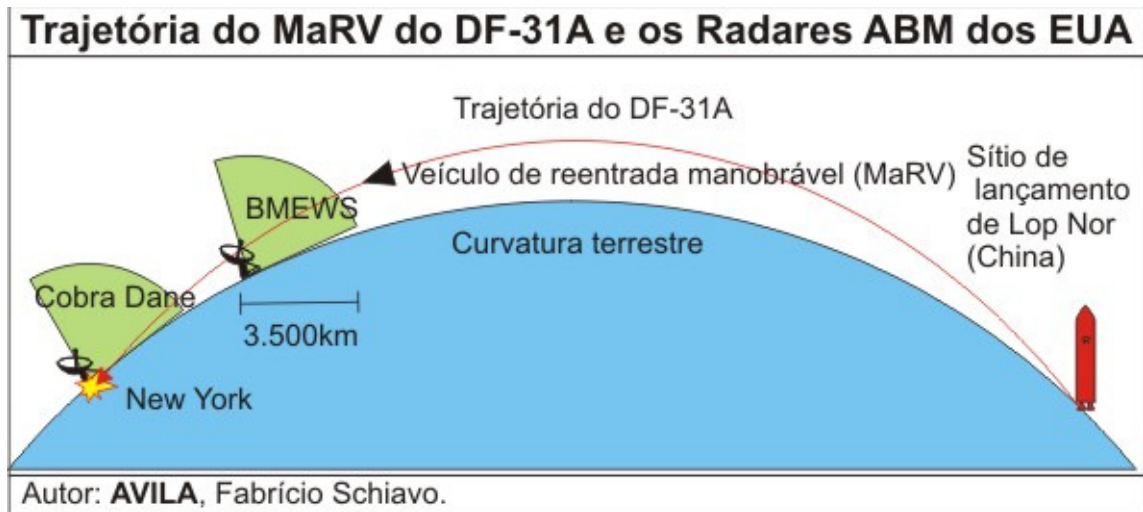 Trajetória do MaRV do DF-31A e os Radares ABM dos EUA
Trajetória do DF-31A
Veículo de reentrada manobrável (MaRV)
Sítio de
lançamento
de Lop Nor
(China)
BMEWS
Curvatura terrestre
Cobra Dane
3.500km
New York
Autor: AVILA, Fabrício Schiavo.